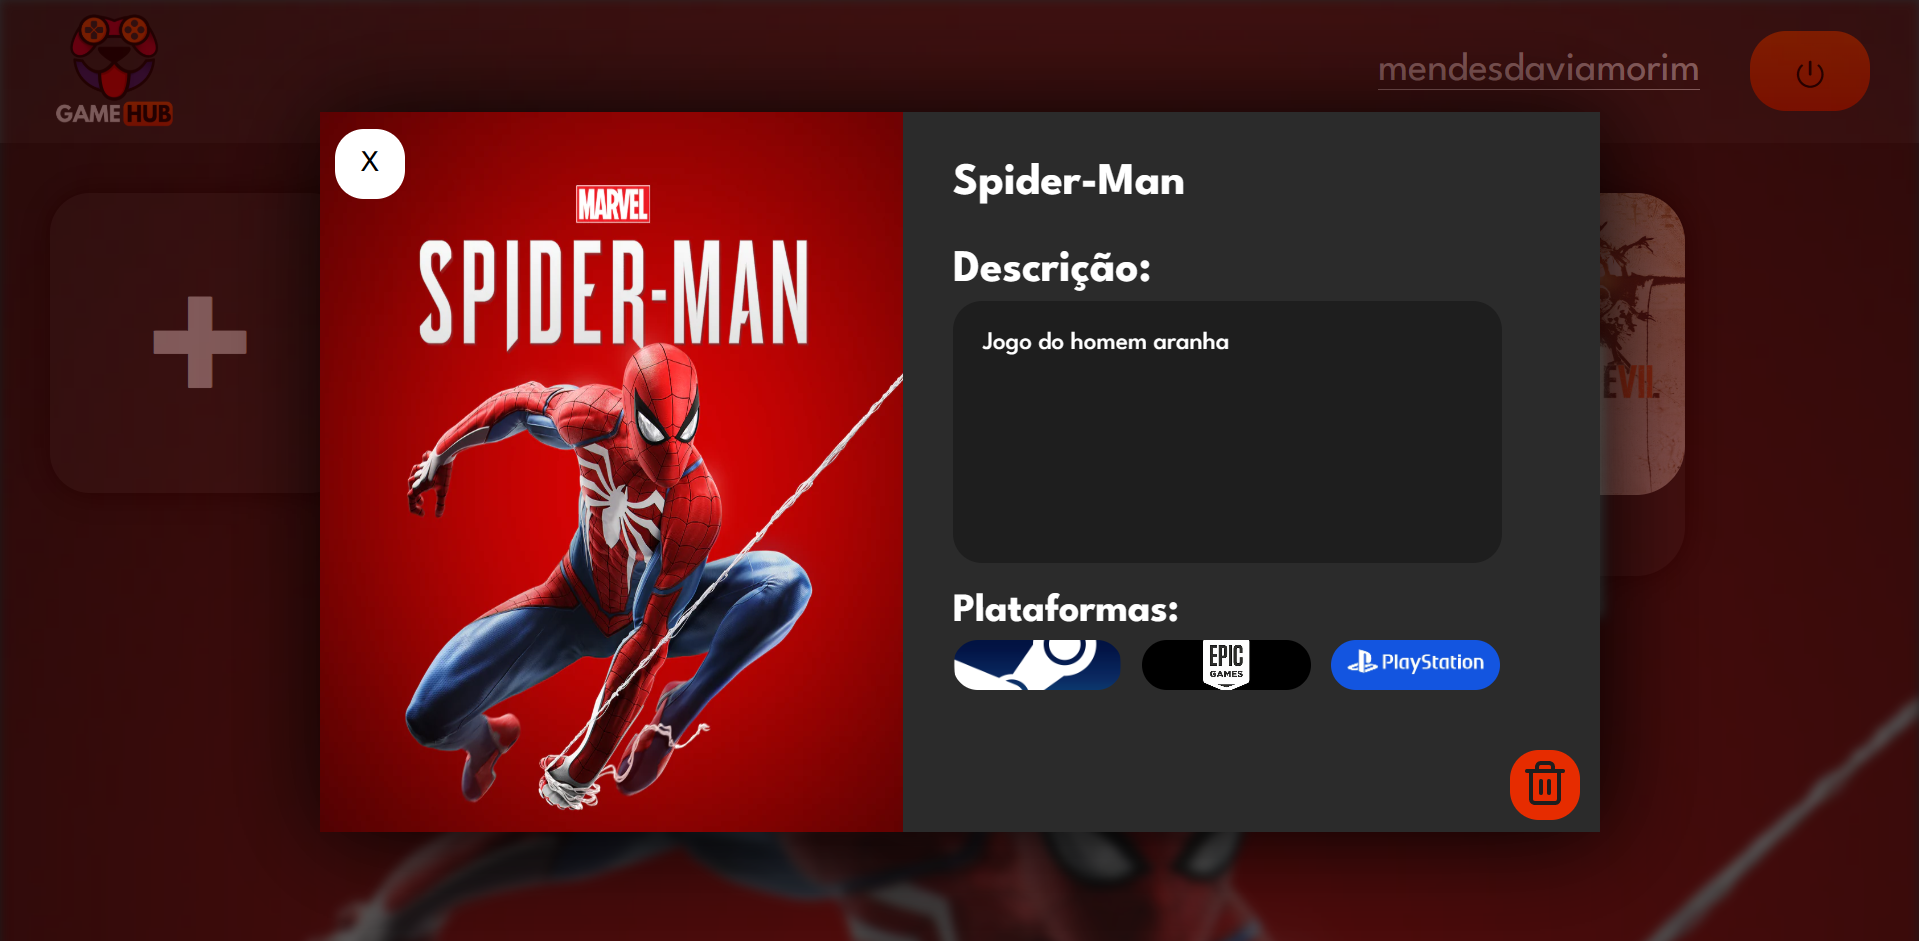 GAME HUB
mendesdaviamorim
X
MARVEL
SPIDER-MAN
Spider-Man
Descrição:
Jogo do homem aranha
EVIL
Plataformas:
EPIC
GAMES
PlayStation